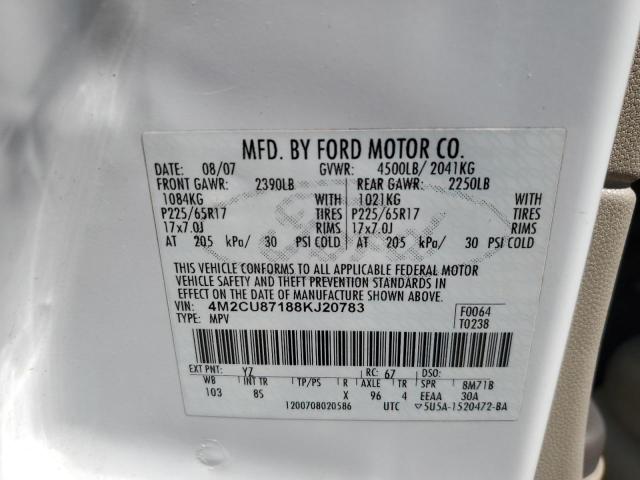 MFD. BY FORD MOTOR CO.
DATE: 08/07 GVWR: 4500LB/ 2041KG
FRONT GAWR: 2390LB REAR GAWR: 2250LB
1084KG WITH 1021KG WITH
P225/65R17 TIRES P225/65R17 TIRES
17x7.0J RIMS 17x7.0J RIMS
AT 205 kPa/ 30 PSI COLD AT 205 kPa/ 30 PSI COLD
THIS VEHICLE CONFORMS TO ALL APPLICABLE FEDERAL MOTOR
VEHICLE SAFETY AND THEFT PREVENTION STANDARDS IN
EFFECT ON THE DATE OF MANUFACTURE SHOWN ABOVE.
VIN: 4M2CU87188KJ20783 F0064
TYPE: MPV T0238
EXT PNT: YZ RC: 67 DSO:
WB INT TR TP/PS R AXLE TR SPR 8M71B
103 85 X 96 4 EEAA 30A
1200708020586 UTC 5U5A-1520472-BA